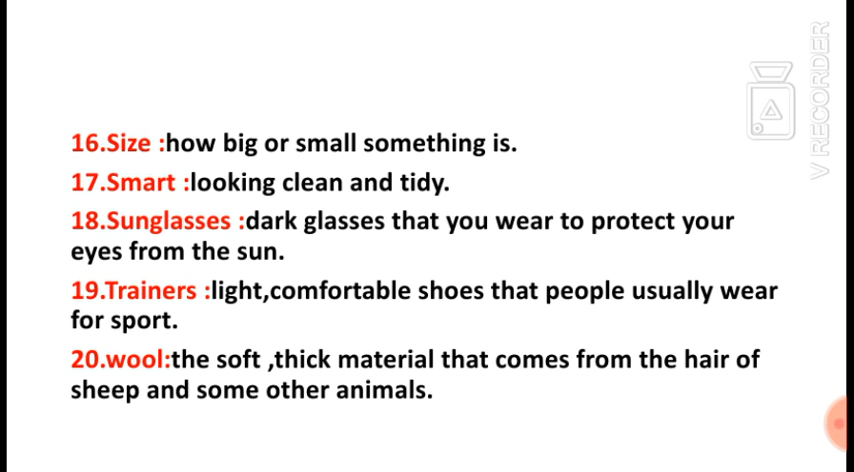 16.Size :how big or small something is.
17.Smart :looking clean and tidy.
18.Sunglasses :dark glasses that you wear to protect your
eyes from the sun.
19.Trainers :light,comfortable shoes that people usually wear
for sport.
20.wool:the soft ,thick material that comes from the hair of
sheep and some other animals.
V RECORDER